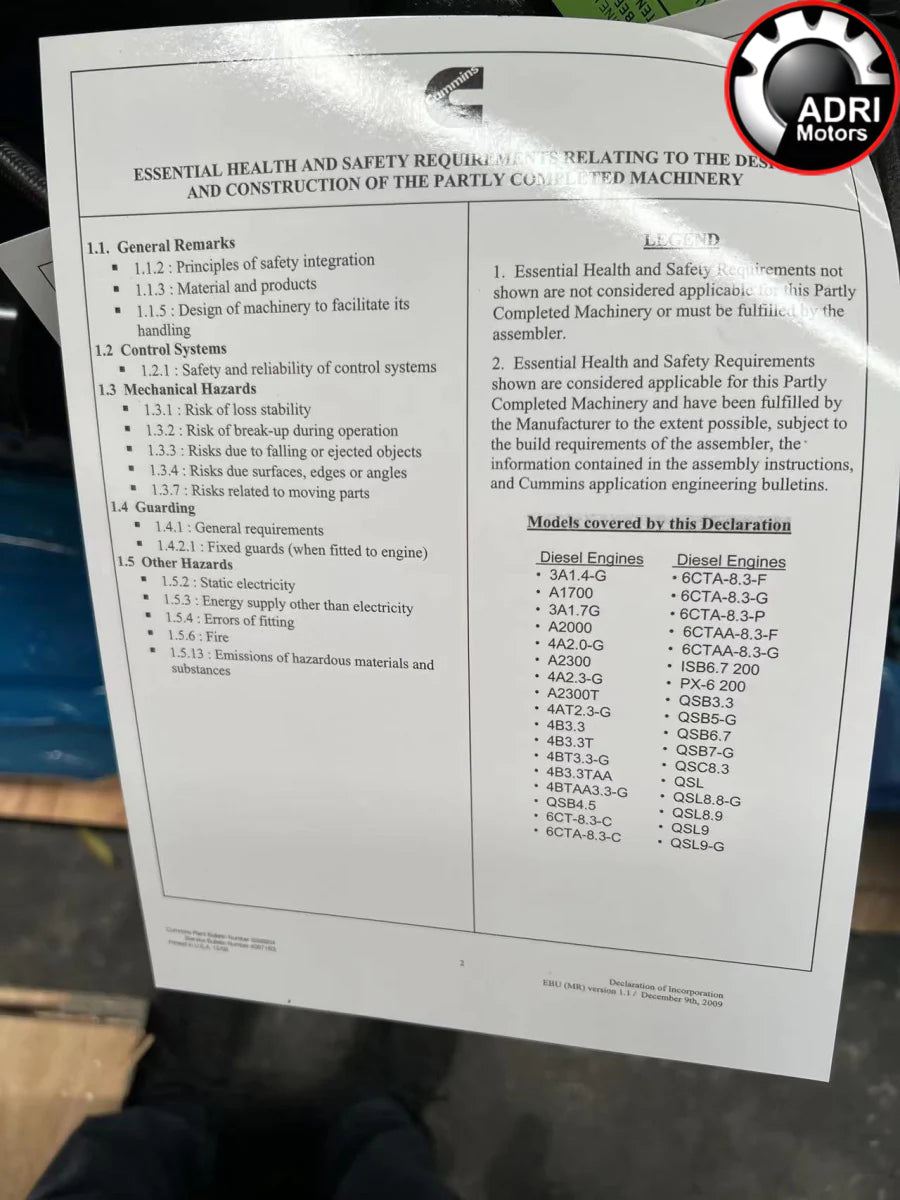 ADRI
Motors
Cummins
ESSENTIAL HEALTH AND SAFETY REQUIREMENTS RELATING TO THE
AND CONSTRUCTION OF THE PARTLY COMPLETED MACHINERY
1.1. General Remarks
▪ 1.1.2 : Principles of safety integration
▪ 1.1.3 : Material and products
▪ 1.1.5 : Design of machinery to facilitate its
handling
1.2 Control Systems
▪ 1.2.1 : Safety and reliability of control systems
1.3 Mechanical Hazards
▪ 1.3.1 : Risk of loss stability
▪ 1.3.2 : Risk of break-up during operation
▪ 1.3.3 : Risks due to falling or ejected objects
▪ 1.3.4 : Risks due surfaces, edges or angles
▪ 1.3.7 : Risks related to moving parts
1.4 Guarding
▪ 1.4.1 : General requirements
▪ 1.4.2.1 : Fixed guards (when fitted to engine)
1.5 Other Hazards
▪ 1.5.2 : Static electricity
▪ 1.5.3 : Energy supply other than electricity
▪ 1.5.4 : Errors of fitting
▪ 1.5.6 : Fire
▪ 1.5.13 : Emissions of hazardous materials and
substances
LEGEND
1. Essential Health and Safety Requirements not
shown are not considered applicable for this Partly
Completed Machinery or must be fulfilled by the
assembler.
2. Essential Health and Safety Requirements
shown are considered applicable for this Partly
Completed Machinery and have been fulfilled by
the Manufacturer to the extent possible, subject to
the build requirements of the assembler, the
information contained in the assembly instructions,
and Cummins application engineering bulletins.
Models covered by this Declaration
Diesel Engines
• 3A1.4-G
• A1700
• 3A1.7G
• A2000
• 4A2.0-G
• A2300
• 4A2.3-G
• A2300T
• 4AT2.3-G
• 4B3.3
• 4B3.3T
• 4BT3.3-G
• 4B3.3TAA
• 4BTAA3.3-G
• QSB4.5
• 6CT-8.3-C
• 6CTA-8.3-C
Diesel Engines
• 6CTA-8.3-F
• 6CTA-8.3-G
• 6CTA-8.3-P
• 6CTAA-8.3-F
• 6CTAA-8.3-G
• ISB6.7 200
• PX-6 200
• QSB3.3
• QSB5-G
• QSB6.7
• QSB7-G
• QSC8.3
• QSL
• QSL8.8-G
• QSL8.9
• QSL9
• QSL9-G
Cummins Plant Bulletin Number
Service Bulletin Number
Printed in U.S.A.
2
Declaration of Incorporation
EBU (MR) version 1.1 / December 9th, 2009